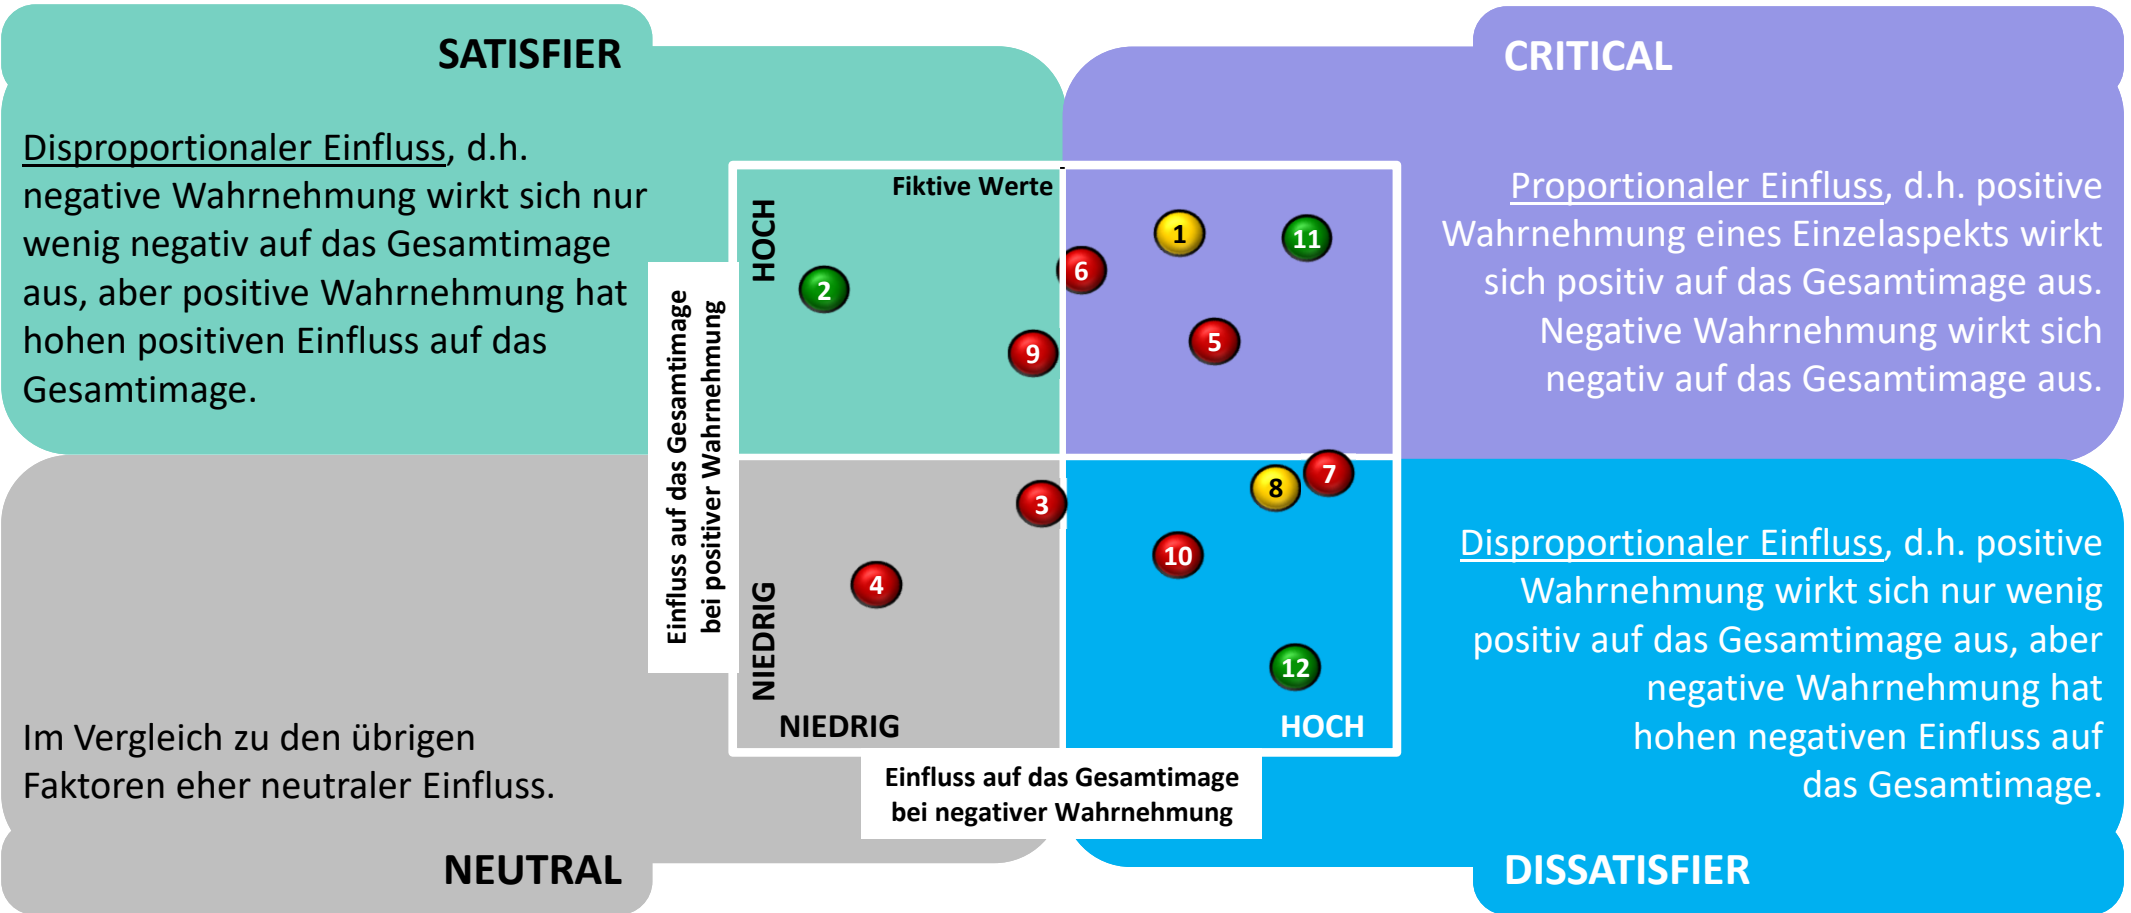 SATISFIER
Disproportionaler Einfluss, d.h.
negative Wahrnehmung wirkt sich nur
wenig negativ auf das Gesamtimage
aus, aber positive Wahrnehmung hat
hohen positiven Einfluss auf das
Gesamtimage.
CRITICAL
Proportionaler Einfluss, d.h. positive
Wahrnehmung eines Einzelaspekts wirkt
sich positiv auf das Gesamtimage aus.
Negative Wahrnehmung wirkt sich
negativ auf das Gesamtimage aus.
Fiktive Werte
HOCH
Einfluss auf das Gesamtimage
bei positiver Wahrnehmung
NIEDRIG
1
11
6
2
5
9
7
8
3
10
4
12
NIEDRIG
HOCH
Einfluss auf das Gesamtimage
bei negativer Wahrnehmung
Im Vergleich zu den übrigen
Faktoren eher neutraler Einfluss.
NEUTRAL
Disproportionaler Einfluss, d.h. positive
Wahrnehmung wirkt sich nur wenig
positiv auf das Gesamtimage aus, aber
negative Wahrnehmung hat
hohen negativen Einfluss auf
das Gesamtimage.
DISSATISFIER